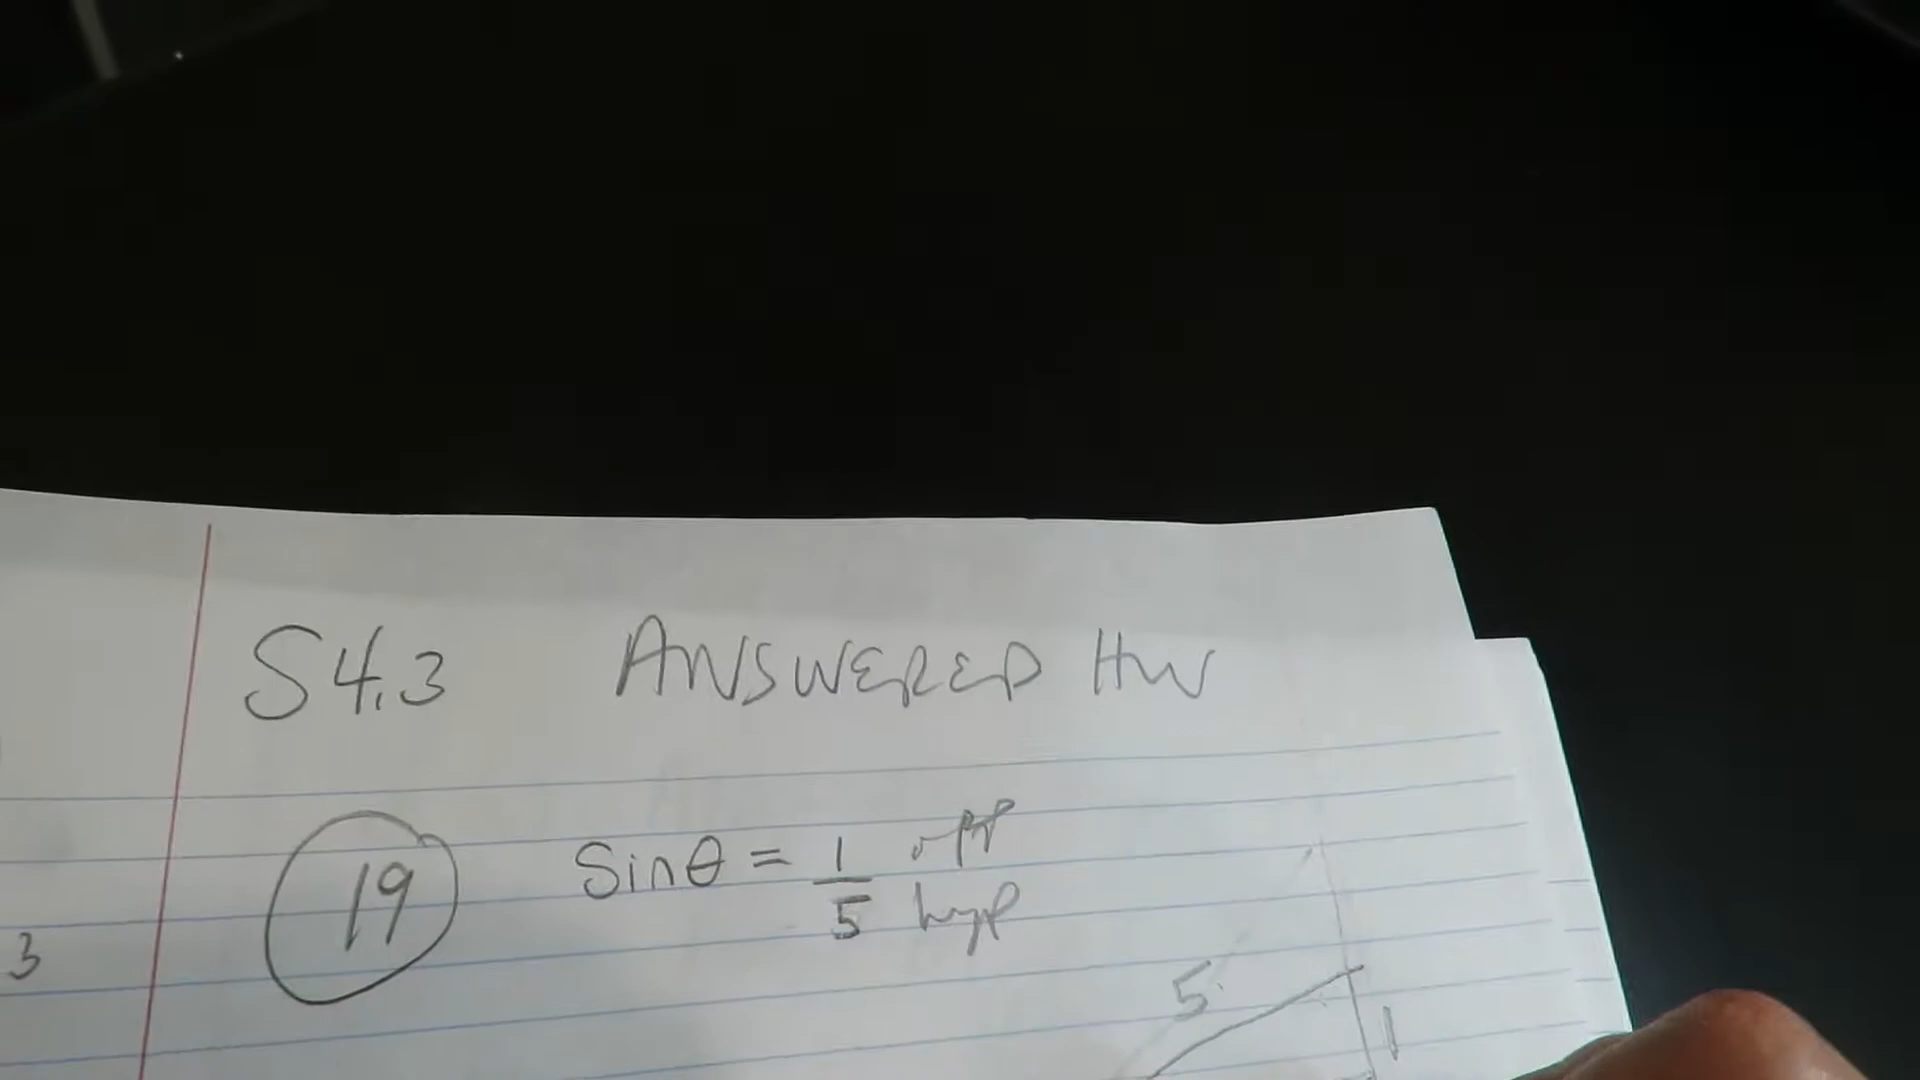 S4.3 ANSWERED HW
19 Sinθ = 1/5 opp/hyp
3
5
1